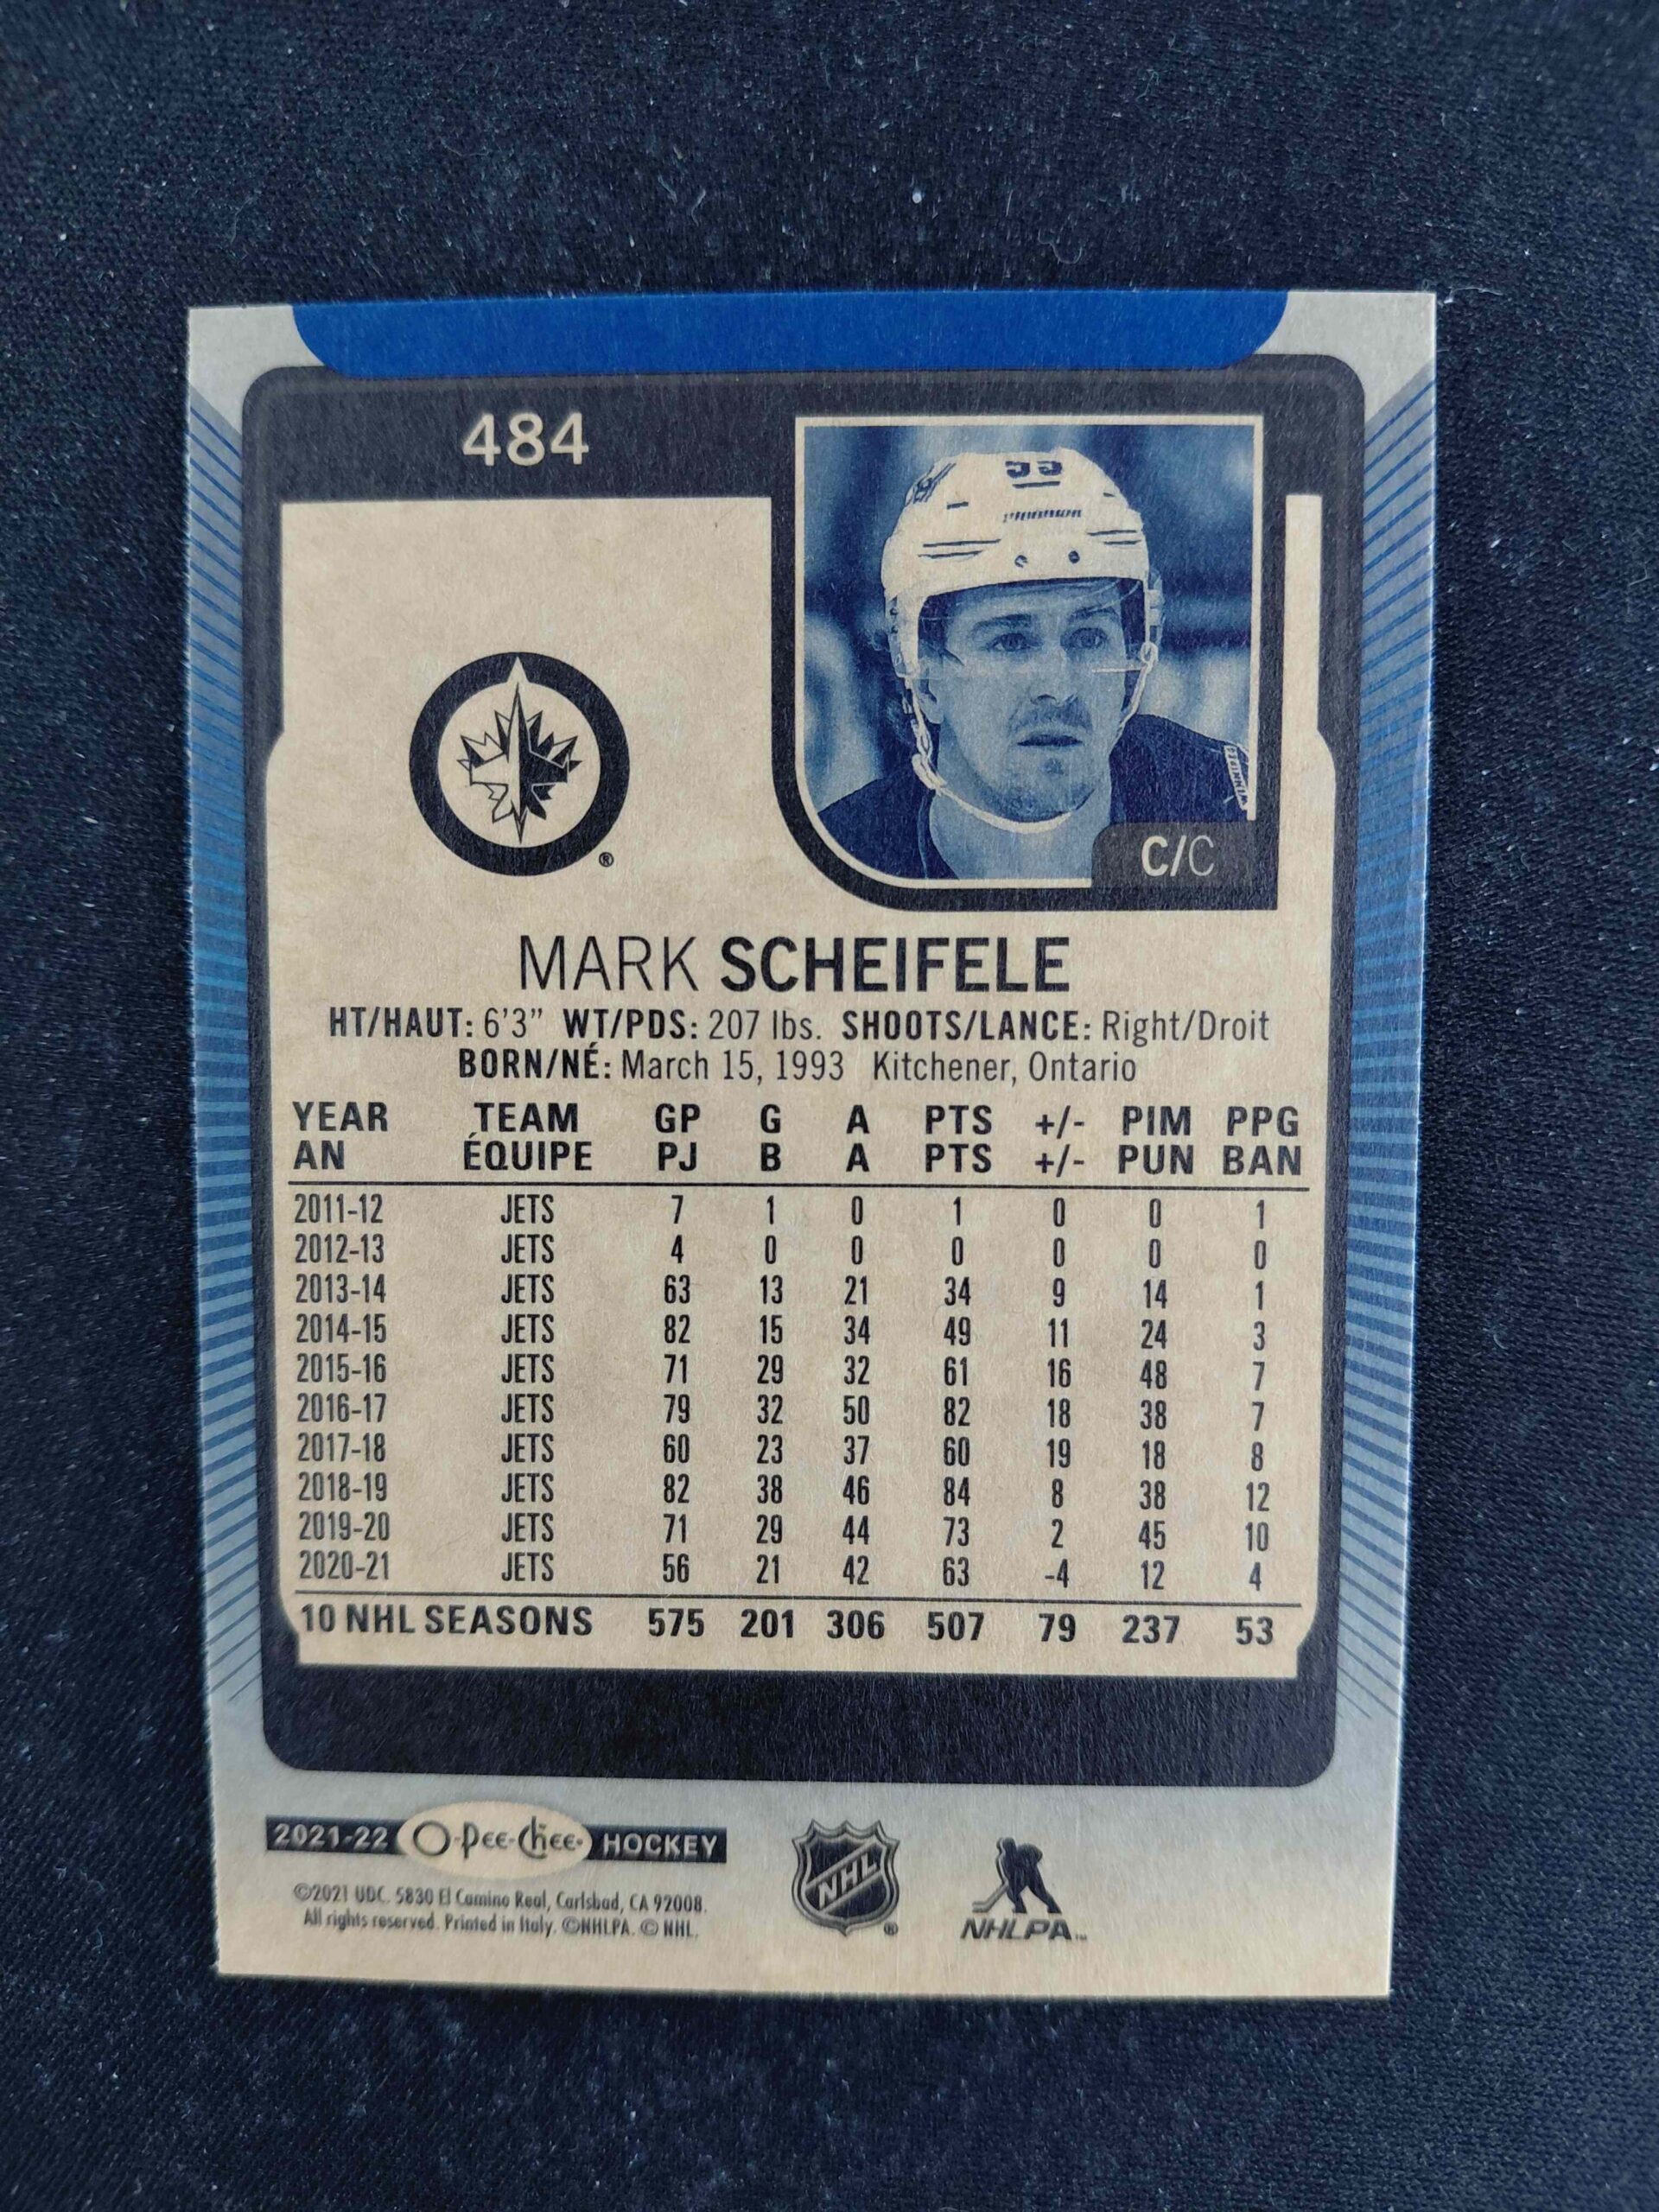 484
55
WINNIPEG
C/C
®
MARK SCHEIFELE
HT/HAUT: 6'3" WT/PDS: 207 lbs. SHOOTS/LANCE: Right/Droit
BORN/NÉ: March 15, 1993 Kitchener, Ontario
YEAR TEAM GP G A PTS +/- PIM PPG
AN ÉQUIPE PJ B A PTS +/- PUN BAN
2011-12 JETS 7 1 0 1 0 0 1
2012-13 JETS 4 0 0 0 0 0 0
2013-14 JETS 63 13 21 34 9 14 1
2014-15 JETS 82 15 34 49 11 24 3
2015-16 JETS 71 29 32 61 16 48 7
2016-17 JETS 79 32 50 82 18 38 7
2017-18 JETS 60 23 37 60 19 18 8
2018-19 JETS 82 38 46 84 8 38 12
2019-20 JETS 71 29 44 73 2 45 10
2020-21 JETS 56 21 42 63 -4 12 4
10 NHL SEASONS 575 201 306 507 79 237 53
2021-22 O-Pee-Chee HOCKEY
©2021 UDC. 5830 El Camino Real, Carlsbad, CA 92008.
All rights reserved. Printed in Italy. ©NHLPA. © NHL.
NHL ®
NHLPA™